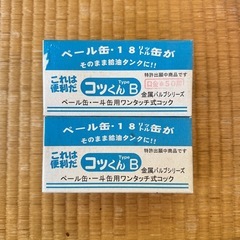 ペール缶・18リットル缶が
そのまま給油タンクに!!
特許出願中商品です
これは
便利だ
コッくん
Type
B
金属バルブシリーズ
ペール缶・一斗缶用ワンタッチ式コック
ペール缶・18リットル缶が
そのまま給油タンクに!!
特許出願中商品です
これは
便利だ
コッくん
Type
B
金属バルブシリーズ
ペール缶・一斗缶用ワンタッチ式コック